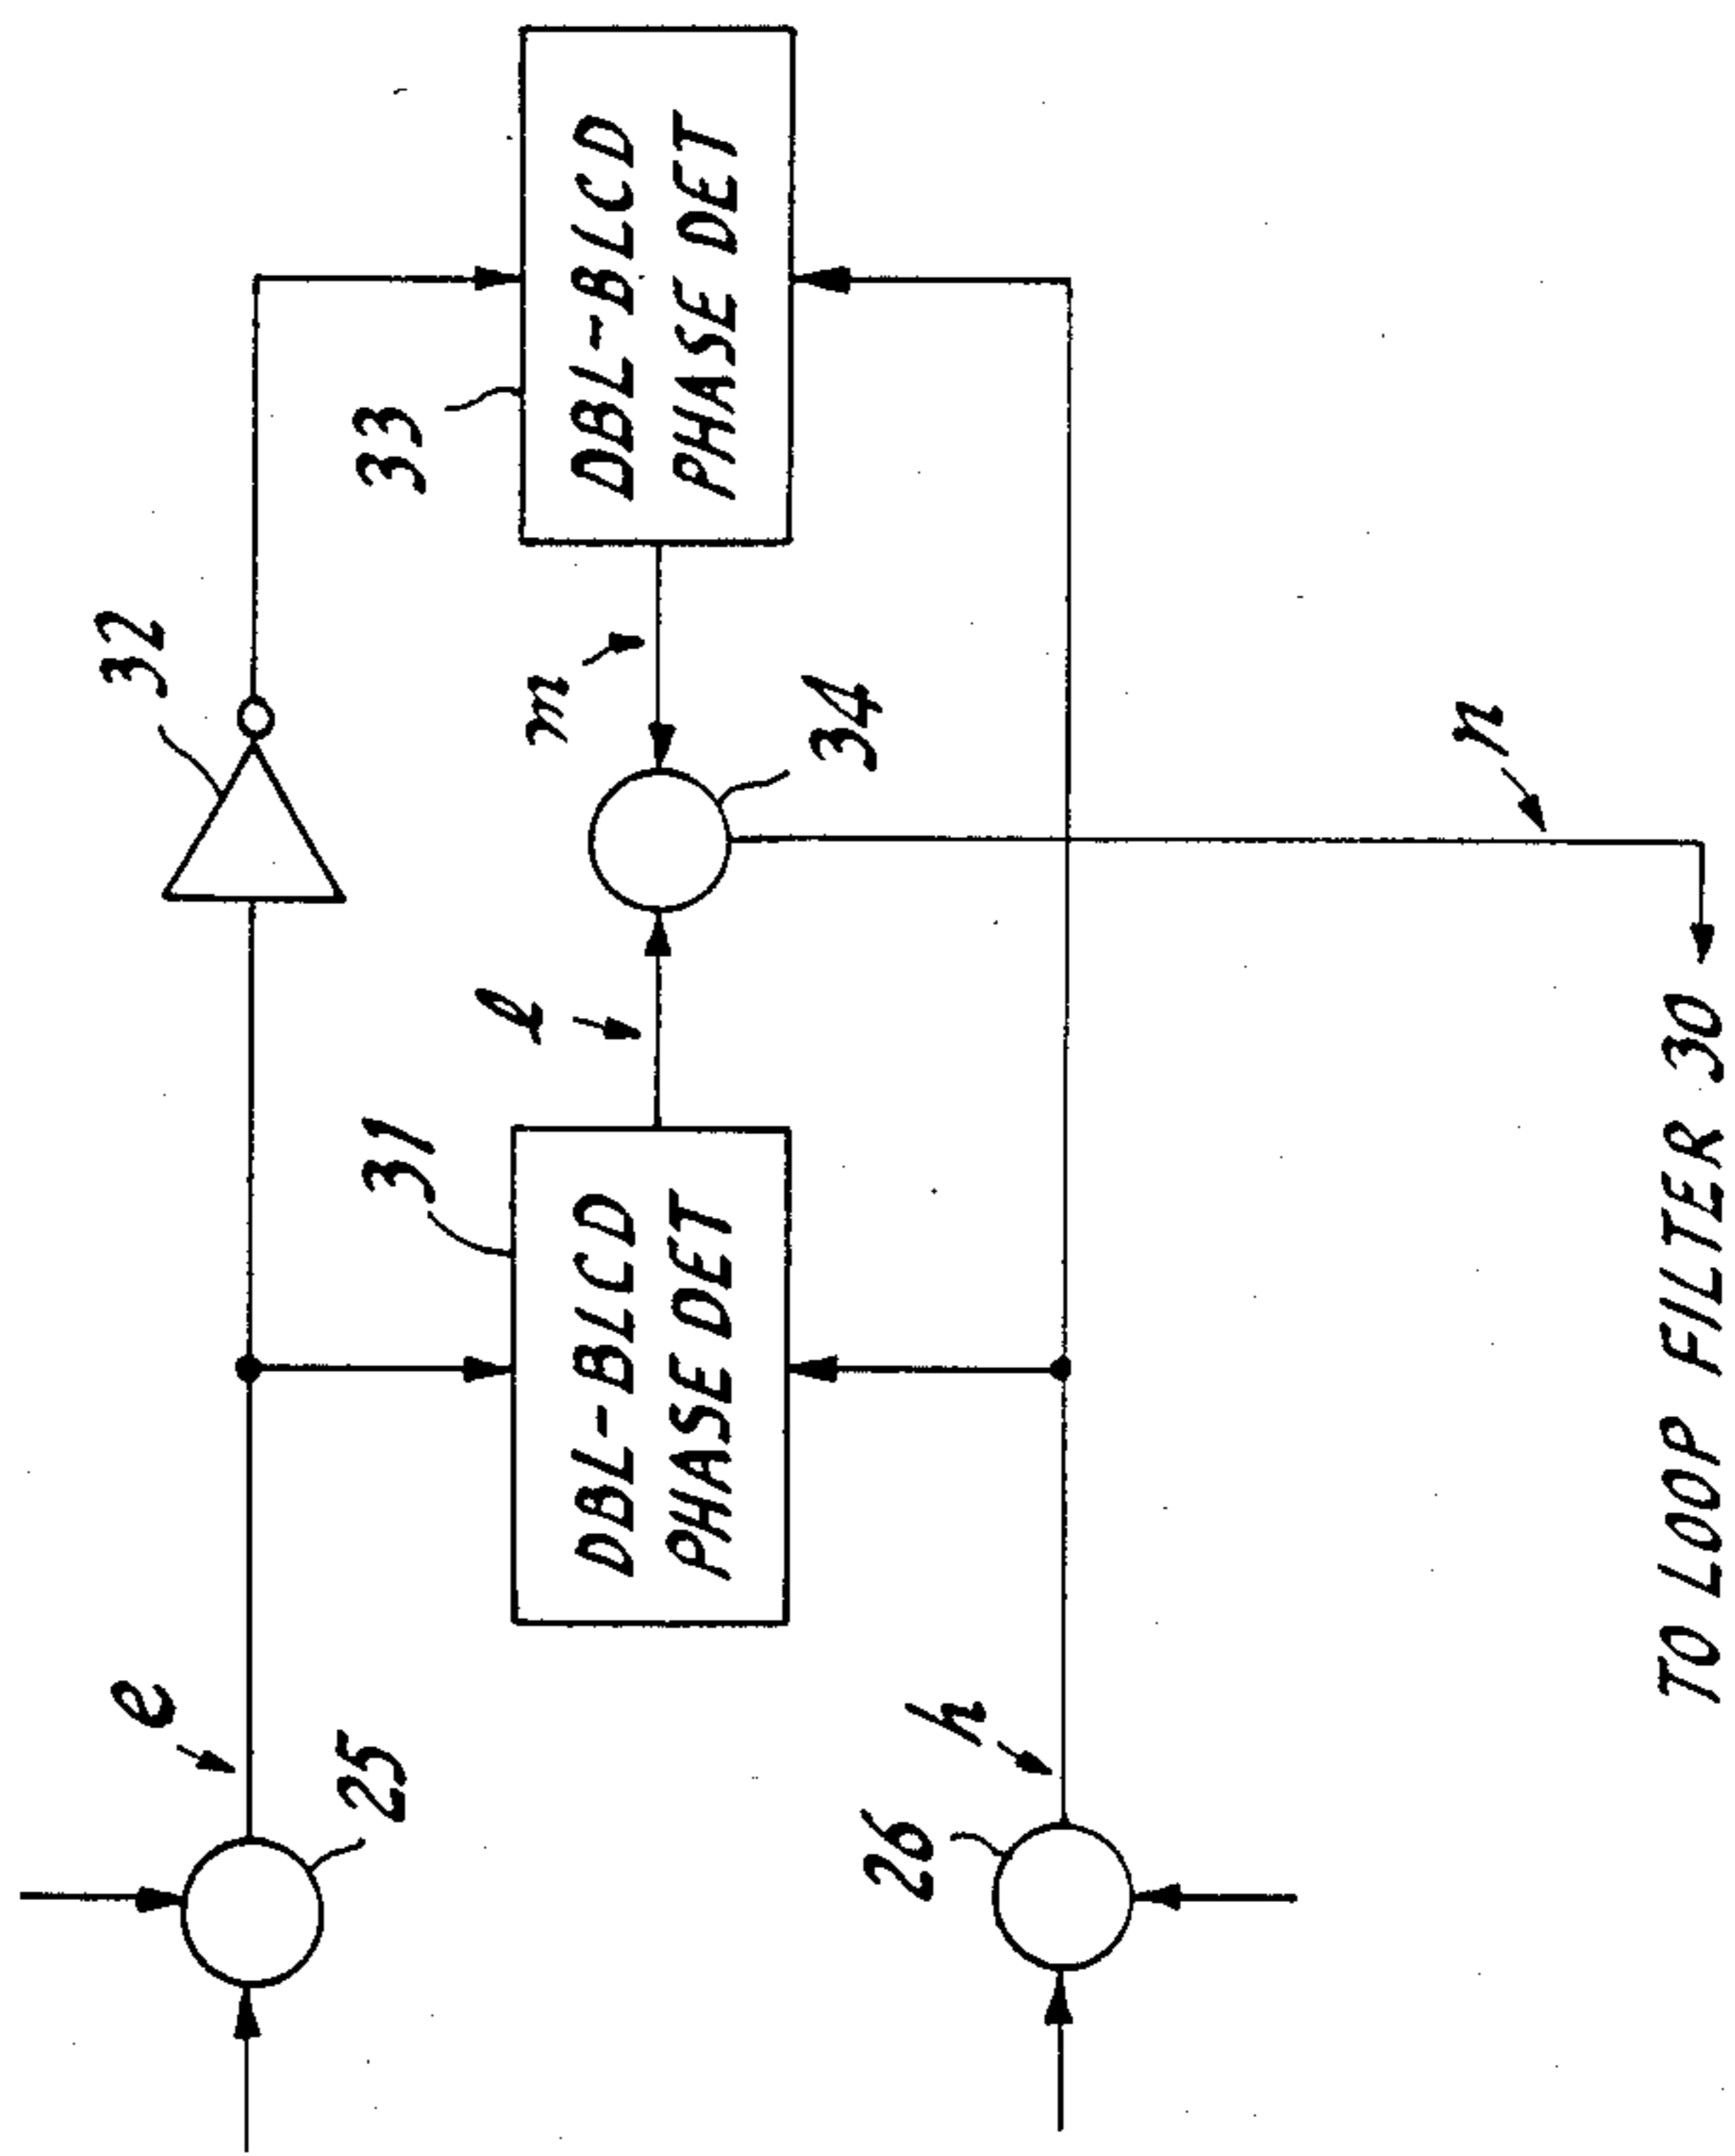 e
25
32
31
DBL-BLCD
PHASE DET
l
m
34
33
DBL-BLCD
PHASE DET
h
26
n
TO LOOP FILTER 30